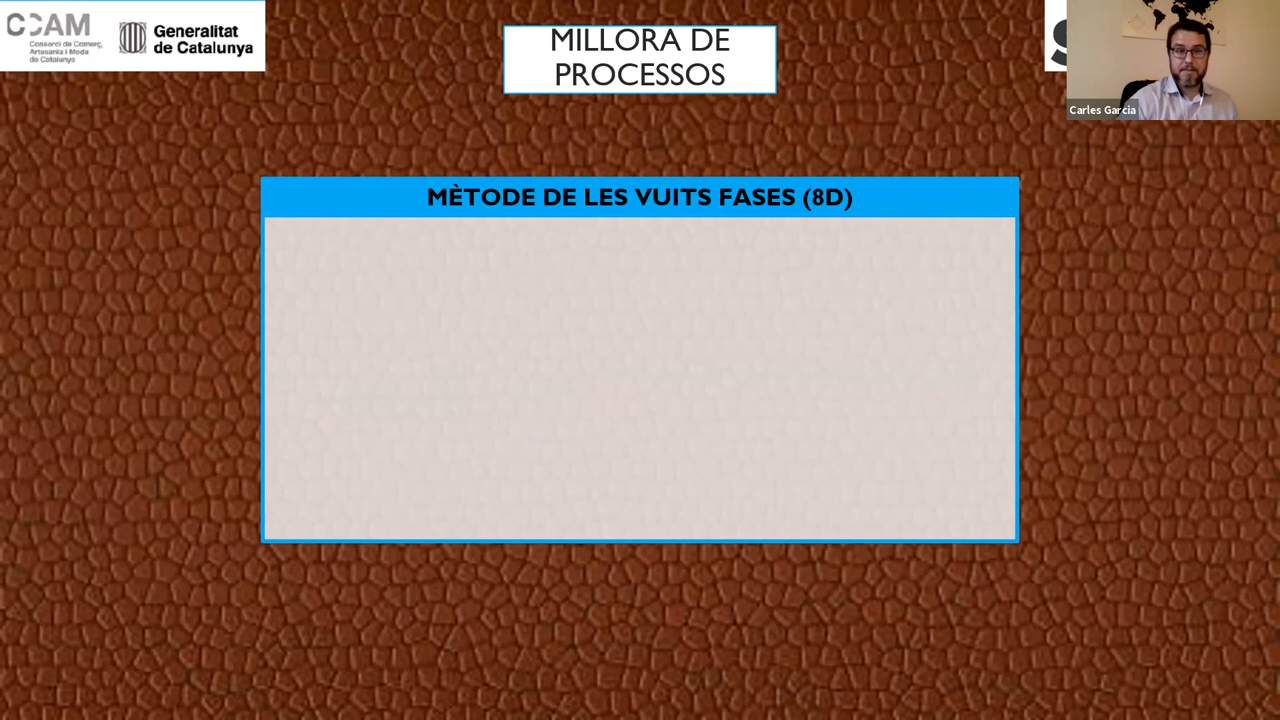 CCAM
Consorci de Comerç,
Artesania i Moda
de Catalunya
Generalitat
de Catalunya
MILLORA DE
PROCESSOS
Carles Garcia
MÈTODE DE LES VUITS FASES (8D)